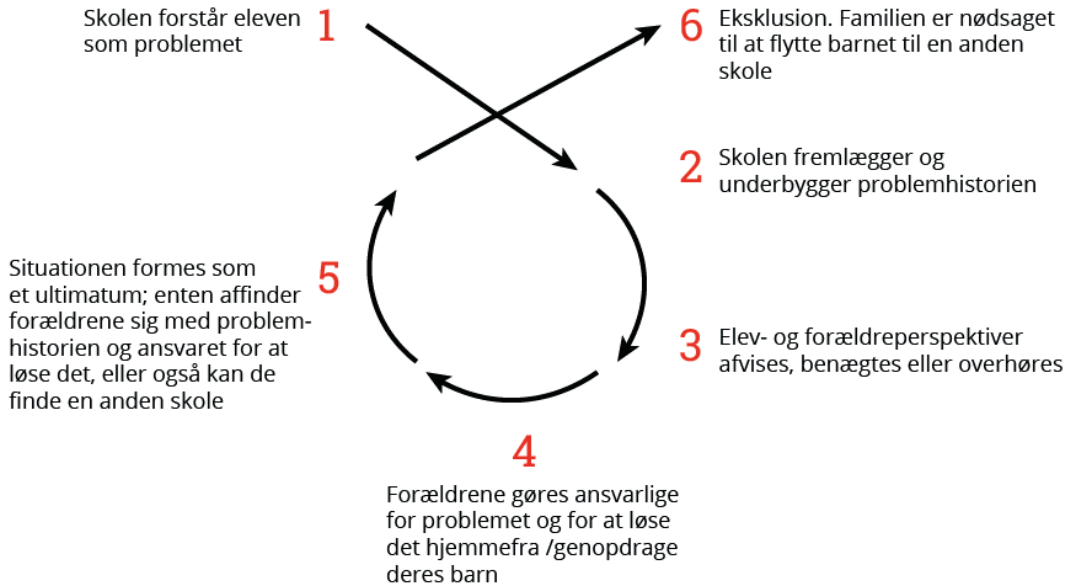 1
Skolen forstår eleven
som problemet
6
Eksklusion. Familien er nødsaget
til at flytte barnet til en anden
skole
2
Skolen fremlægger og
underbygger problemhistorien
3
Elev- og forældreperspektiver
afvises, benægtes eller overhøres
4
Forældrene gøres ansvarlige
for problemet og for at løse
det hjemmefra /genopdrage
deres barn
5
Situationen formes som
et ultimatum; enten affinder
forældrene sig med problem-
historien og ansvaret for at
løse det, eller også kan de
finde en anden skole